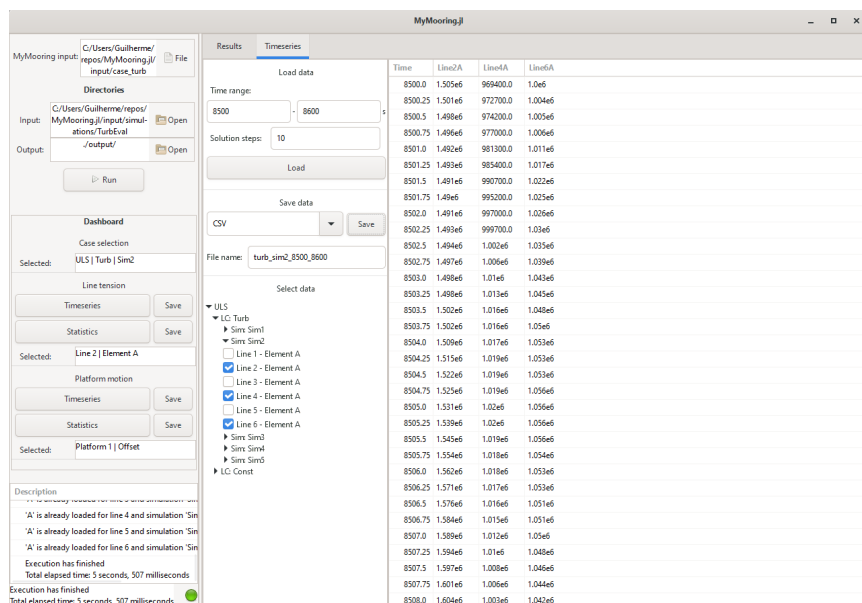 MyMooring.jl
MyMooring input:
C:/Users/Guilherme/
repos/MyMooring.jl/
input/case_turb
File
Directories
Input:
C:/Users/Guilherme/repos/
MyMooring.jl/input/simul-
ations/TurbEval
Open
Output:
./output/
Open
Run
Dashboard
Case selection
Selected:
ULS | Turb | Sim2
Line tension
Timeseries
Save
Statistics
Save
Selected:
Line 2 | Element A
Platform motion
Timeseries
Save
Statistics
Save
Selected:
Platform 1 | Offset
Description
'A' is already loaded for line 4 and simulation 'Sin
'A' is already loaded for line 5 and simulation 'Sin
'A' is already loaded for line 6 and simulation 'Sin
Execution has finished
Total elapsed time: 5 seconds, 507 milliseconds
Execution has finished
Total elapsed time: 5 seconds, 507 milliseconds
Results
Timeseries
Load data
Time range:
8500 - 8600 s
Solution steps: 10
Load
Save data
CSV
Save
File name: turb_sim2_8500_8600
Select data
ULS
LC: Turb
Sim: Sim1
Sim: Sim2
Line 1 - Element A
Line 2 - Element A
Line 3 - Element A
Line 4 - Element A
Line 5 - Element A
Line 6 - Element A
Sim: Sim3
Sim: Sim4
Sim: Sim5
LC: Const
Time Line2A Line4A Line6A
8500.0 1.505e6 969400.0 1.0e6
8500.25 1.501e6 972700.0 1.004e6
8500.5 1.498e6 974200.0 1.005e6
8500.75 1.496e6 977000.0 1.006e6
8501.0 1.492e6 981300.0 1.011e6
8501.25 1.493e6 985400.0 1.017e6
8501.5 1.491e6 990700.0 1.022e6
8501.75 1.49e6 995200.0 1.025e6
8502.0 1.491e6 997000.0 1.026e6
8502.25 1.493e6 999700.0 1.03e6
8502.5 1.494e6 1.002e6 1.035e6
8502.75 1.497e6 1.006e6 1.039e6
8503.0 1.498e6 1.01e6 1.043e6
8503.25 1.498e6 1.013e6 1.045e6
8503.5 1.502e6 1.016e6 1.048e6
8503.75 1.502e6 1.016e6 1.05e6
8504.0 1.509e6 1.017e6 1.053e6
8504.25 1.515e6 1.019e6 1.053e6
8504.5 1.522e6 1.019e6 1.053e6
8504.75 1.525e6 1.019e6 1.056e6
8505.0 1.531e6 1.02e6 1.056e6
8505.25 1.539e6 1.02e6 1.056e6
8505.5 1.545e6 1.019e6 1.056e6
8505.75 1.554e6 1.018e6 1.054e6
8506.0 1.562e6 1.018e6 1.053e6
8506.25 1.571e6 1.017e6 1.053e6
8506.5 1.576e6 1.016e6 1.051e6
8506.75 1.584e6 1.015e6 1.051e6
8507.0 1.589e6 1.012e6 1.05e6
8507.25 1.594e6 1.01e6 1.048e6
8507.5 1.597e6 1.008e6 1.046e6
8507.75 1.601e6 1.006e6 1.044e6
8508.0 1.604e6 1.003e6 1.042e6